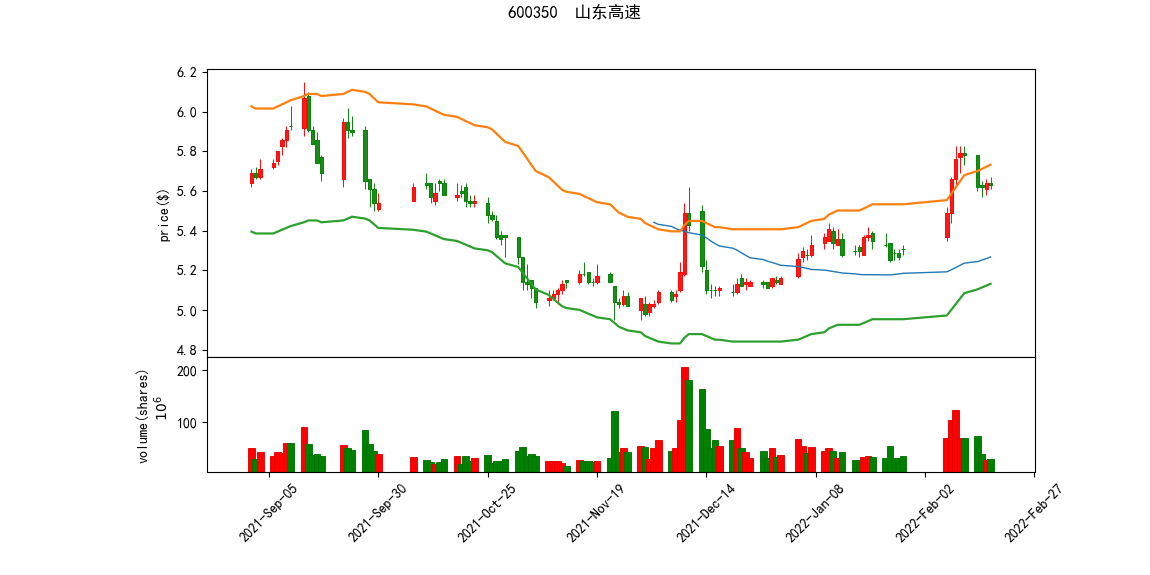 600350 山东高速
price($)
6.2
6.0
5.8
5.6
5.4
5.2
5.0
4.8
volume(shares)
10^6
200
100
2021-Sep-05
2021-Sep-30
2021-Oct-25
2021-Nov-19
2021-Dec-14
2022-Jan-08
2022-Feb-02
2022-Feb-27